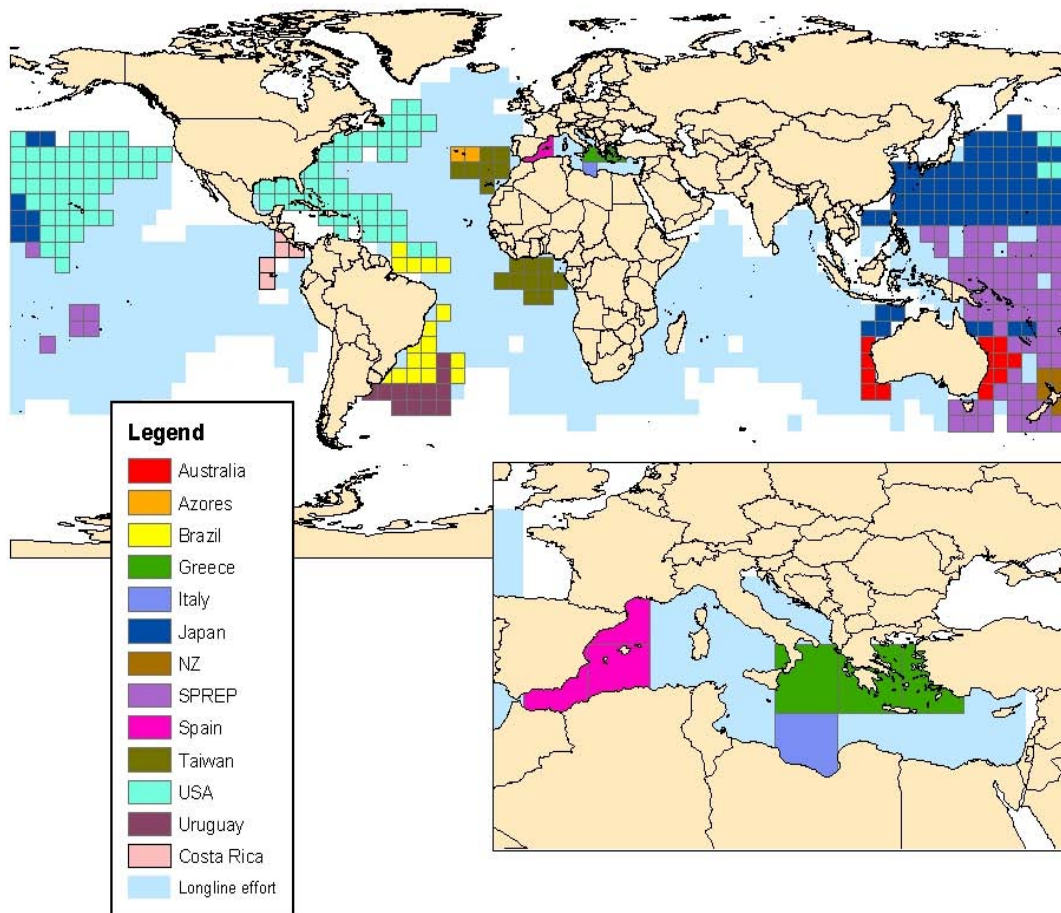 Legend
Australia
Azores
Brazil
Greece
Italy
Japan
NZ
SPREP
Spain
Taiwan
USA
Uruguay
Costa Rica
Longline effort